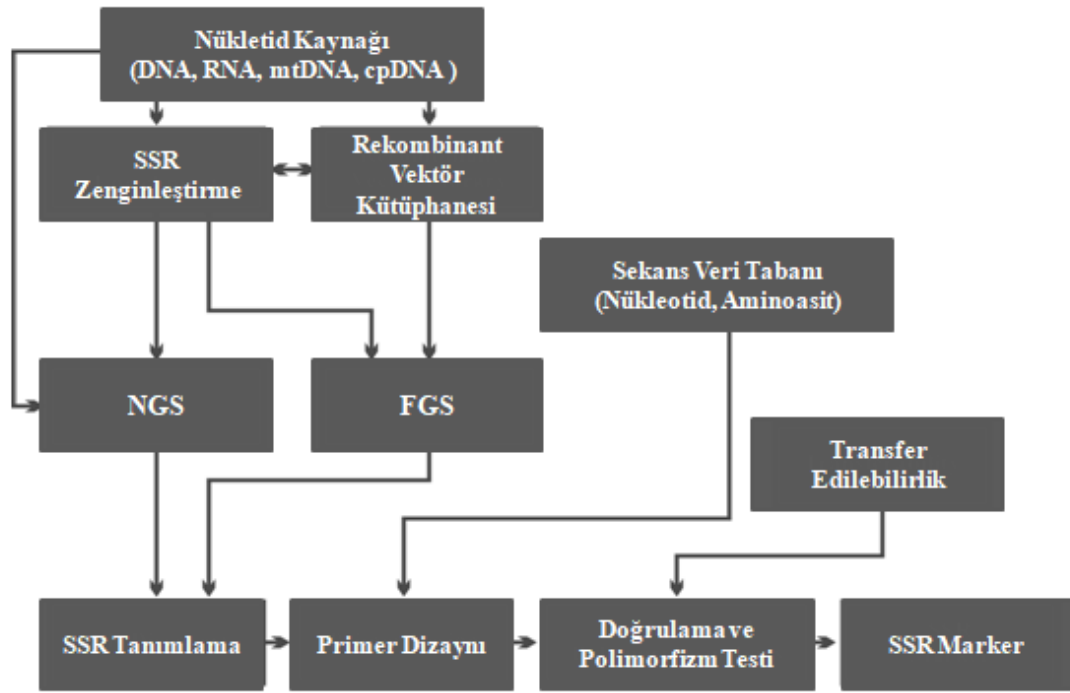 Nükletid Kaynağı
(DNA, RNA, mtDNA, cpDNA )
SSR
Zenginleştirme
Rekombinant
Vektör
Kütüphanesi
Sekans Veri Tabanı
(Nükleotid, Aminoasit)
NGS
FGS
Transfer
Edilebilirlik
SSR Tanımlama
Primer Dizaynı
Doğrulama ve
Polimorfizm Testi
SSR Marker